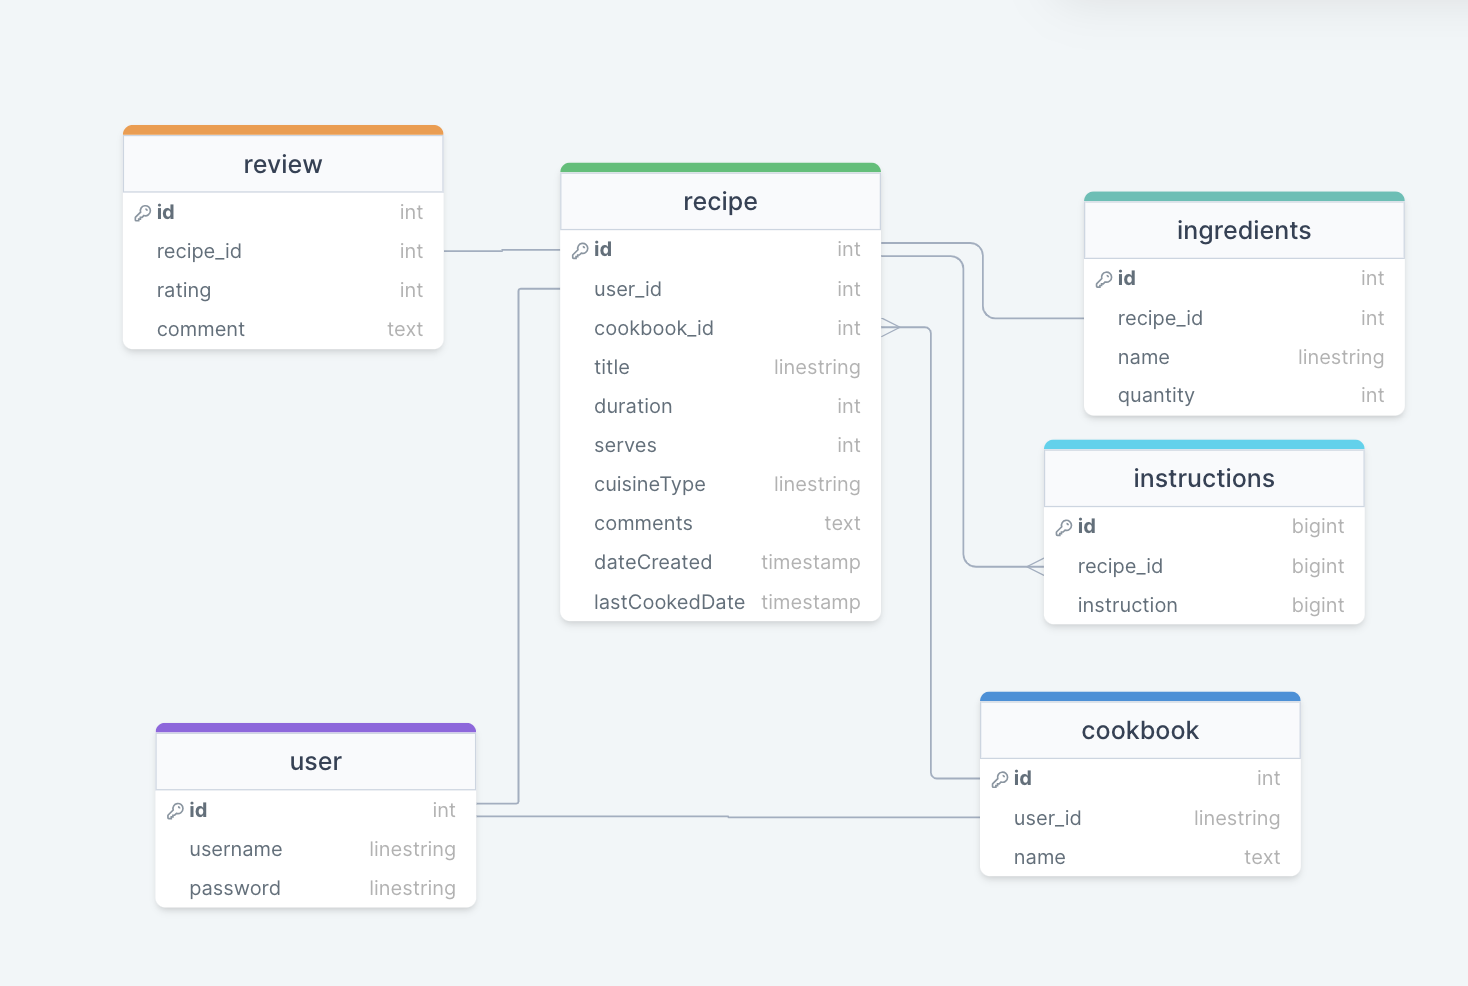 review
id int
recipe_id int
rating int
comment text
recipe
id int
user_id int
cookbook_id int
title linestring
duration int
serves int
cuisineType linestring
comments text
dateCreated timestamp
lastCookedDate timestamp
ingredients
id int
recipe_id int
name linestring
quantity int
instructions
id bigint
recipe_id bigint
instruction bigint
user
id int
username linestring
password linestring
cookbook
id int
user_id linestring
name text